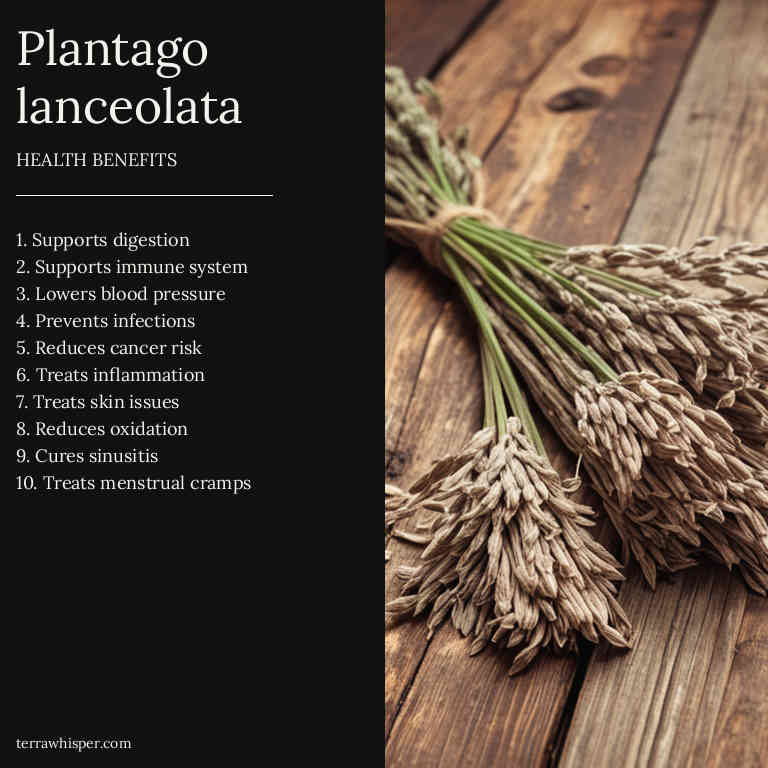 Plantago
lanceolata
HEALTH BENEFITS
1. Supports digestion
2. Supports immune system
3. Lowers blood pressure
4. Prevents infections
5. Reduces cancer risk
6. Treats inflammation
7. Treats skin issues
8. Reduces oxidation
9. Cures sinusitis
10. Treats menstrual cramps
terrawhisper.com